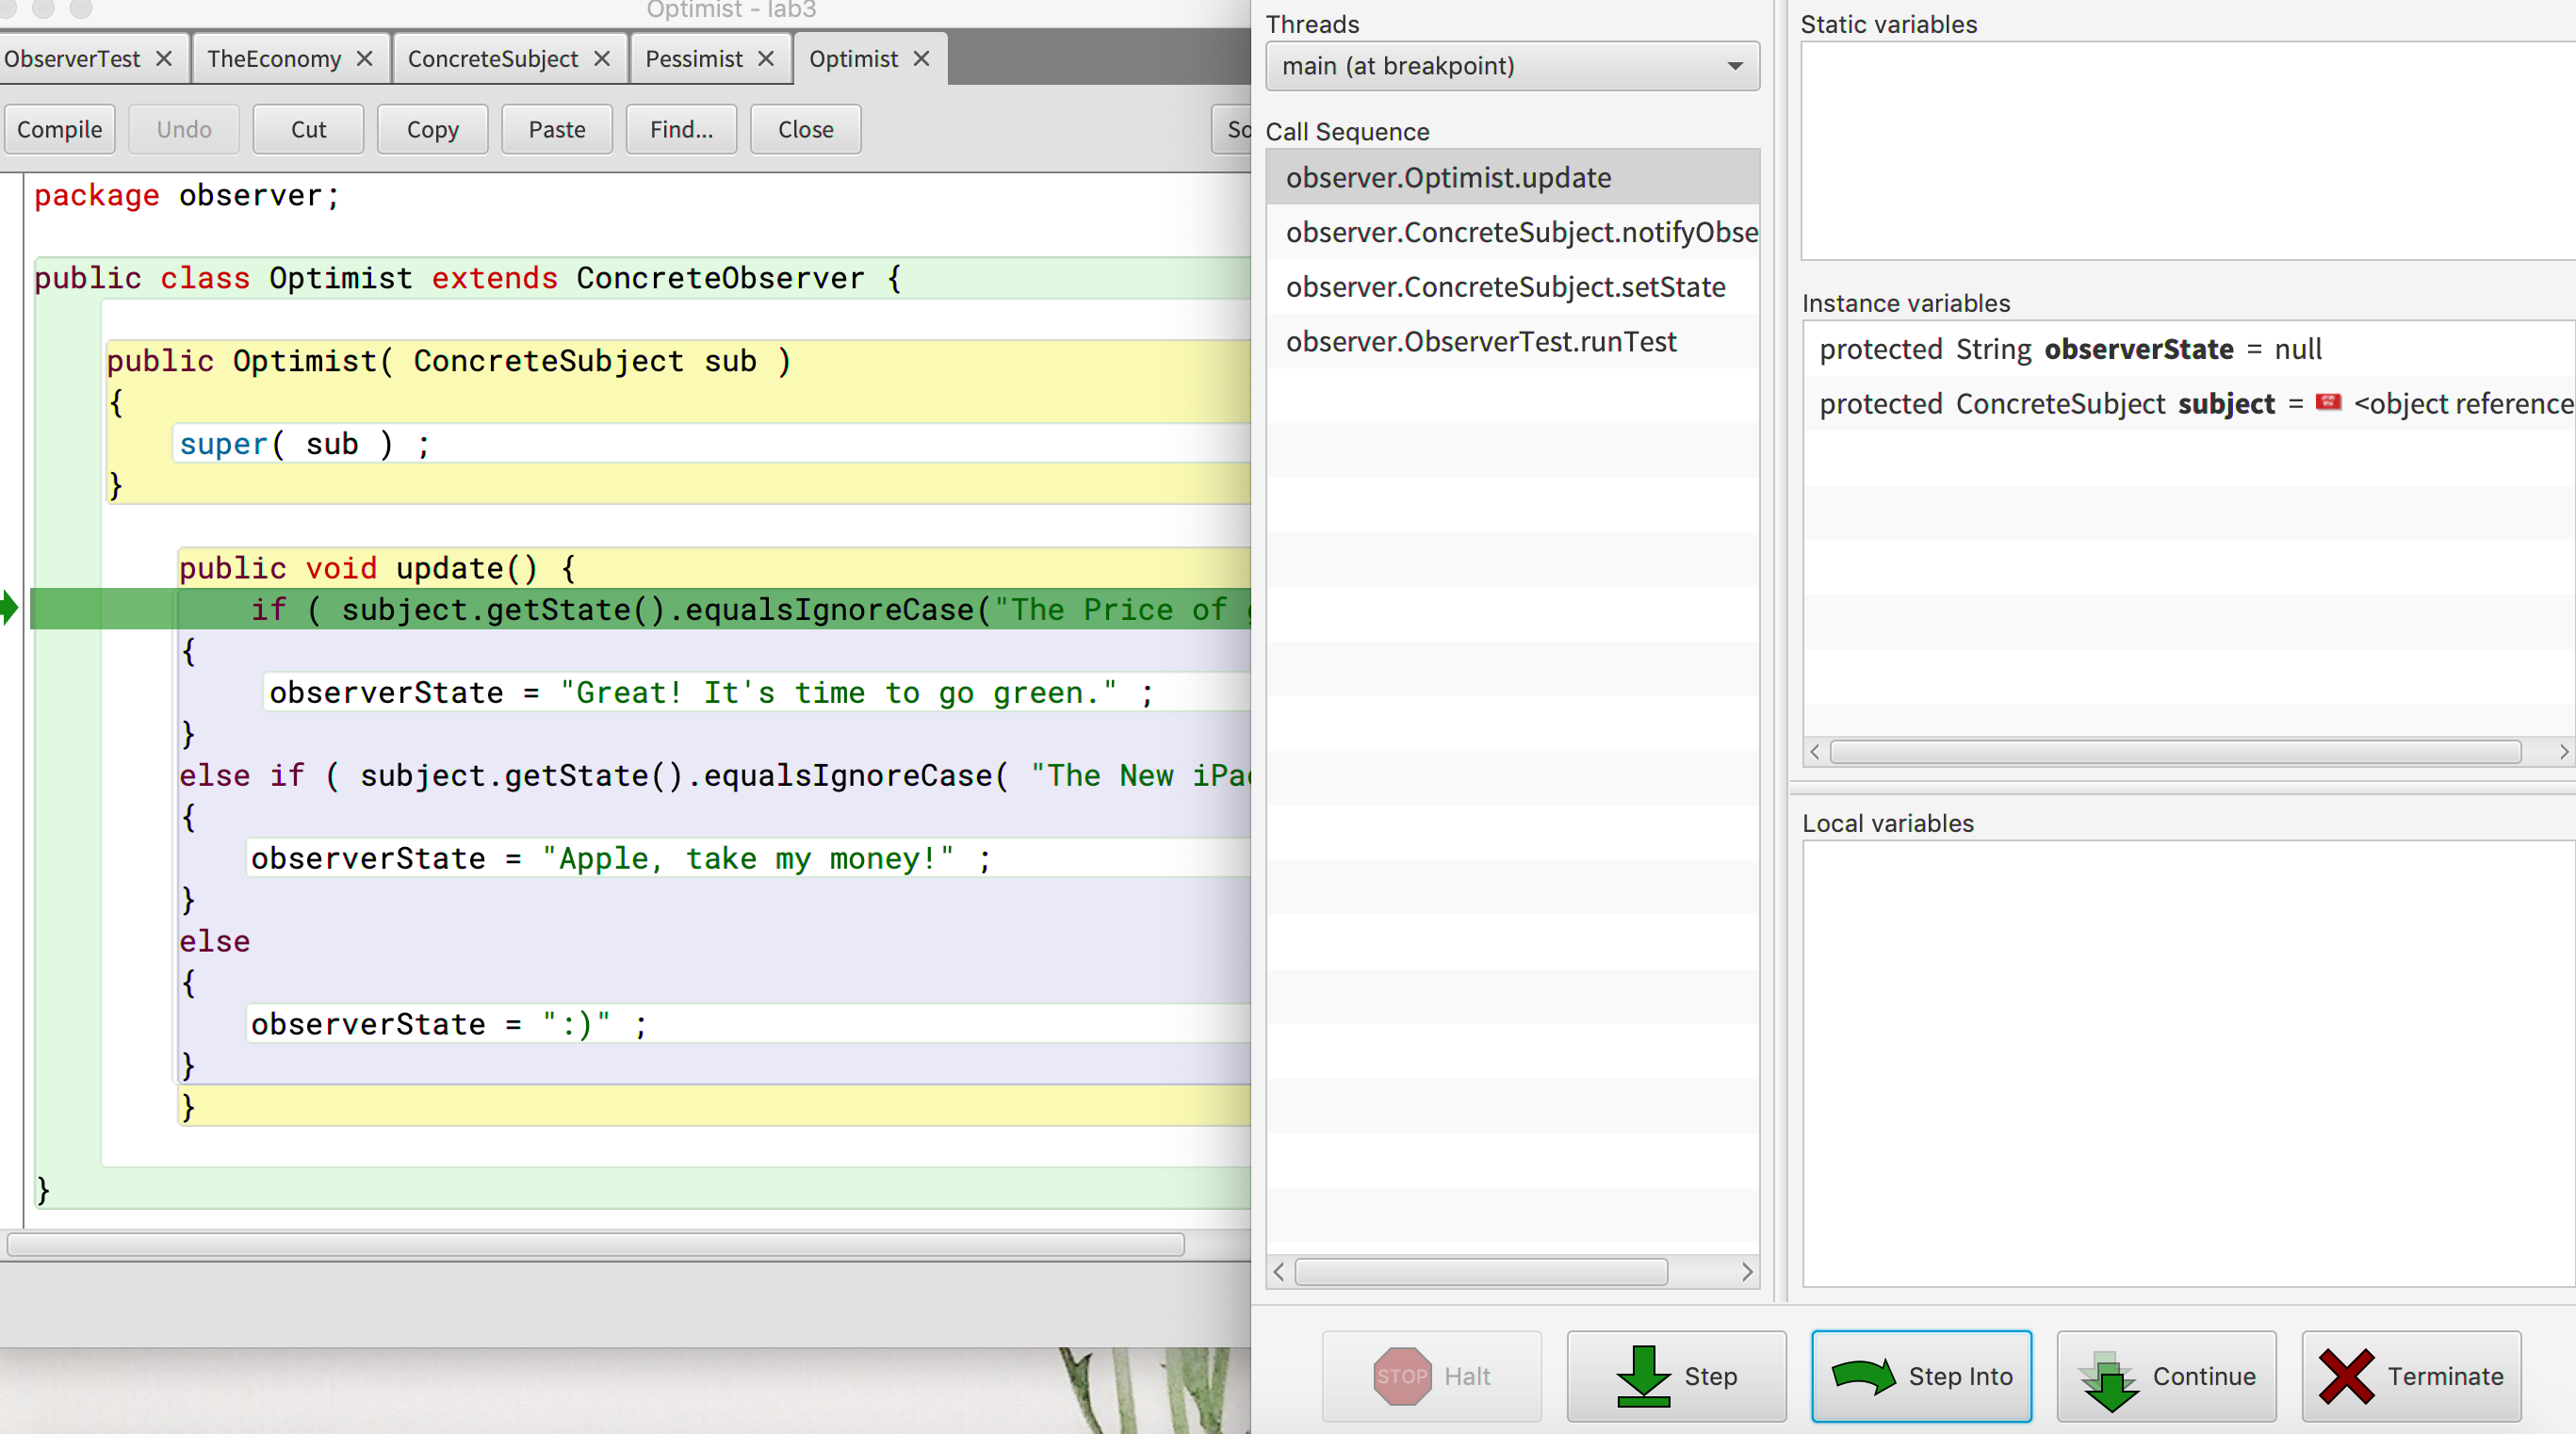 Optimist - lab3
ObserverTest
TheEconomy
ConcreteSubject
Pessimist
Optimist
Compile
Undo
Cut
Copy
Paste
Find...
Close
So
package observer;
public class Optimist extends ConcreteObserver {
public Optimist( ConcreteSubject sub )
{
super( sub ) ;
}
public void update() {
if ( subject.getState().equalsIgnoreCase("The Price of
{
observerState = "Great! It's time to go green." ;
}
else if ( subject.getState().equalsIgnoreCase( "The New iPa
{
observerState = "Apple, take my money!" ;
}
else
{
observerState = ":)" ;
}
}
}
Threads
main (at breakpoint)
Call Sequence
observer.Optimist.update
observer.ConcreteSubject.notifyObse
observer.ConcreteSubject.setState
observer.ObserverTest.runTest
Static variables
Instance variables
protected String observerState = null
protected ConcreteSubject subject = <object reference
Local variables
STOP Halt
Step
Step Into
Continue
Terminate